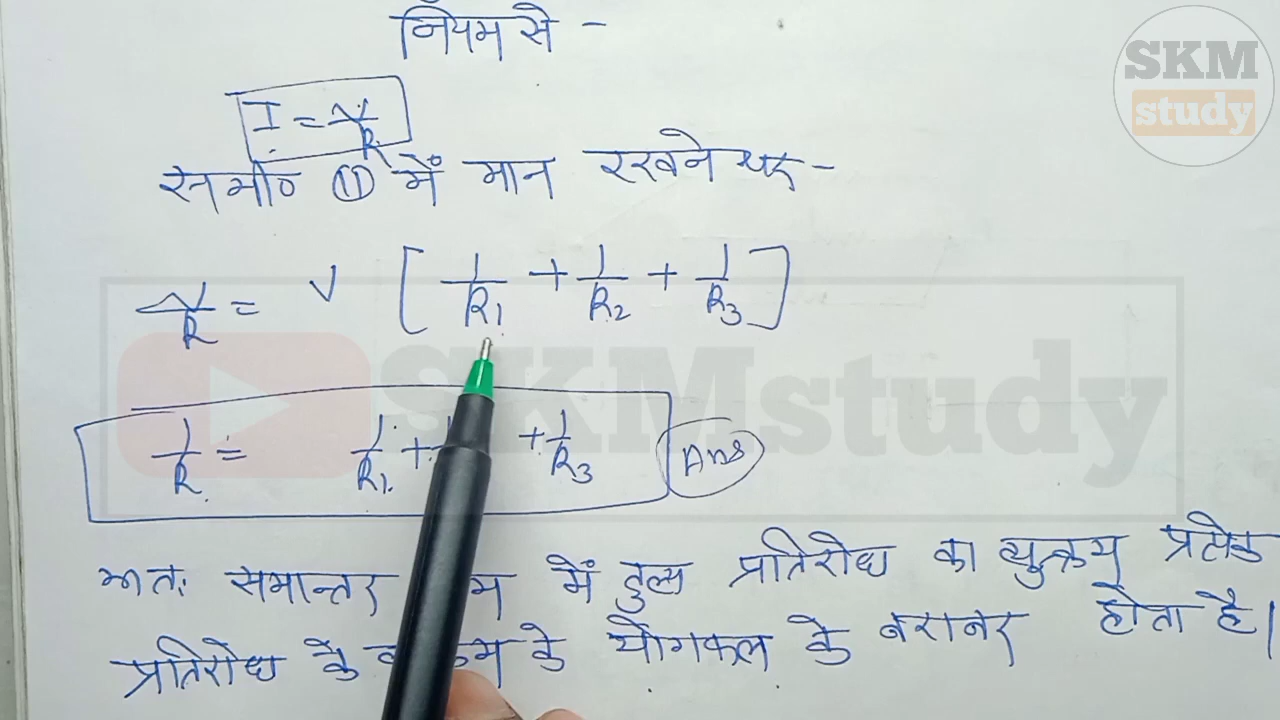 नियम से -
I = V/R
समी० (11) में मान रखने पर -
V/R = V [ 1/R1 + 1/R2 + 1/R3 ]
1/R = 1/R1 + +1/R3 Ans
अतः समान्तर में तुल्य प्रतिरोध का व्युत्क्रम प्रत्येक
प्रतिरोध के के योगफल के बराबर होता है।
SKM
study
SKMstudy